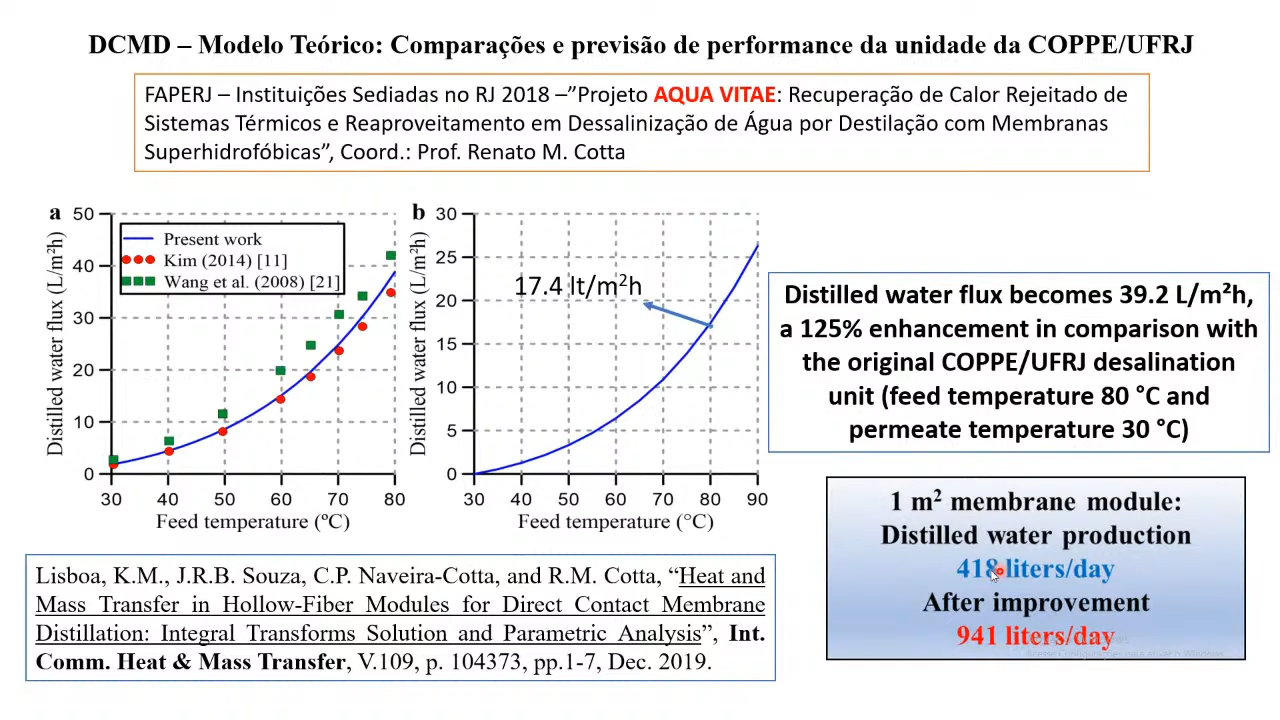 DCMD – Modelo Teórico: Comparações e previsão de performance da unidade da COPPE/UFRJ
FAPERJ – Instituições Sediadas no RJ 2018 –”Projeto AQUA VITAE: Recuperação de Calor Rejeitado de
Sistemas Térmicos e Reaproveitamento em Dessalinização de Água por Destilação com Membranas
Superhidrofóbicas”, Coord.: Prof. Renato M. Cotta
a
Distilled water flux (L/m²h)
50
40
30
20
10
0
Present work
Kim (2014) [11]
Wang et al. (2008) [21]
30 40 50 60 70 80
Feed temperature (ºC)
b
Distilled water flux (L/m²h)
30
25
20
15
10
5
0
17.4 lt/m²h
30 40 50 60 70 80 90
Feed temperature (°C)
Distilled water flux becomes 39.2 L/m²h,
a 125% enhancement in comparison with
the original COPPE/UFRJ desalination
unit (feed temperature 80 °C and
permeate temperature 30 °C)
1 m² membrane module:
Distilled water production
418 liters/day
After improvement
941 liters/day
Lisboa, K.M., J.R.B. Souza, C.P. Naveira-Cotta, and R.M. Cotta, “Heat and
Mass Transfer in Hollow-Fiber Modules for Direct Contact Membrane
Distillation: Integral Transforms Solution and Parametric Analysis”, Int.
Comm. Heat & Mass Transfer, V.109, p. 104373, pp.1-7, Dec. 2019.